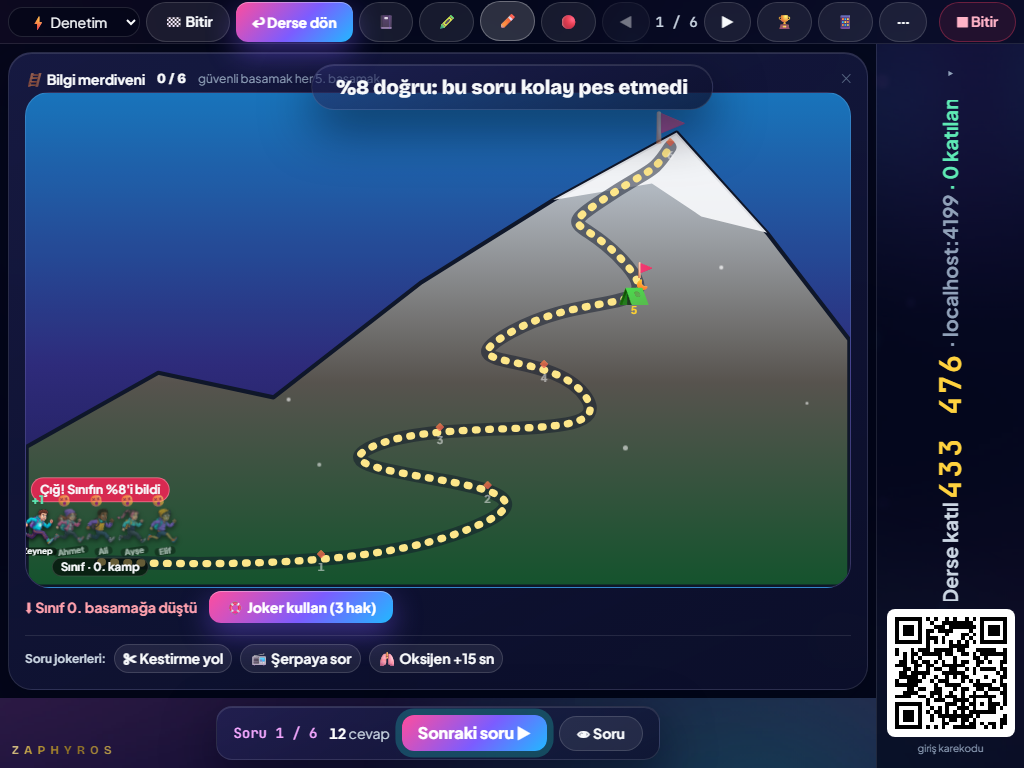 Denetim
Bitir
Derse dön
1 / 6
Bitir
Bilgi merdiveni 0 / 6 güvenli basamak her 5. basamak
%8 doğru: bu soru kolay pes etmedi
5
4
3
2
1
Çığ! Sınıfın %8'i bildi
+1
Zeynep Ahmet Ali Ayşe Elif
Sınıf · 0. kamp
Sınıf 0. basamağa düştü
Joker kullan (3 hak)
Soru jokerleri:
Kestirme yol
Şerpaya sor
Oksijen +15 sn
Soru 1 / 6 12 cevap
Sonraki soru
Soru
ZAPHYROS
Derse katıl 433 476 · localhost:4199 · 0 katılan
giriş karekodu